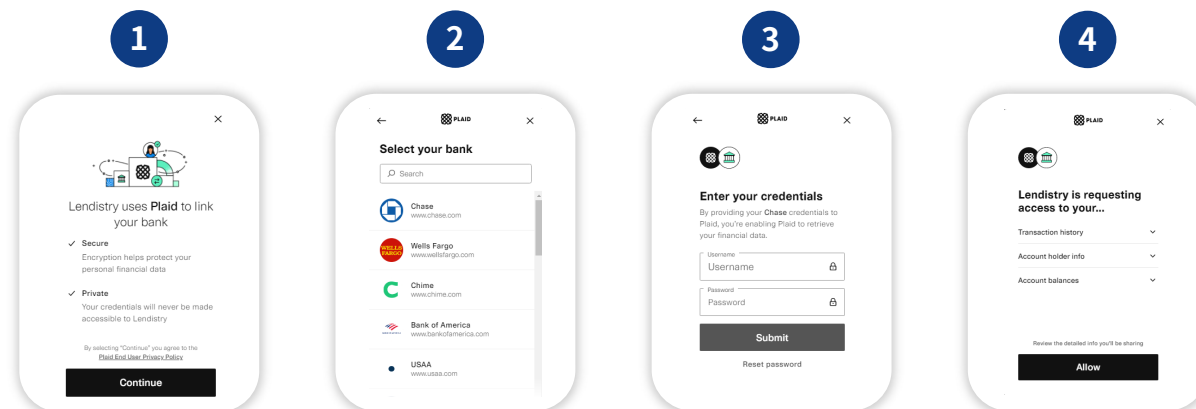 1
Lendistry uses Plaid to link
your bank
Secure
Encryption helps protect your
personal financial data
Private
Your credentials will never be made
accessible to Lendistry
By selecting "Continue" you agree to the
Plaid End User Privacy Policy
Continue
2
PLAID
Select your bank
Search
Chase
www.chase.com
WELLS
FARGO
Wells Fargo
www.wellsfargo.com
Chime
www.chime.com
Bank of America
www.bankofamerica.com
USAA
www.usaa.com
3
PLAID
Enter your credentials
By providing your Chase credentials to
Plaid, you're enabling Plaid to retrieve
your financial data.
Username
Username
Password
Password
Submit
Reset password
4
PLAID
Lendistry is requesting
access to your...
Transaction history
Account holder info
Account balances
Review the detailed info you'll be sharing
Allow